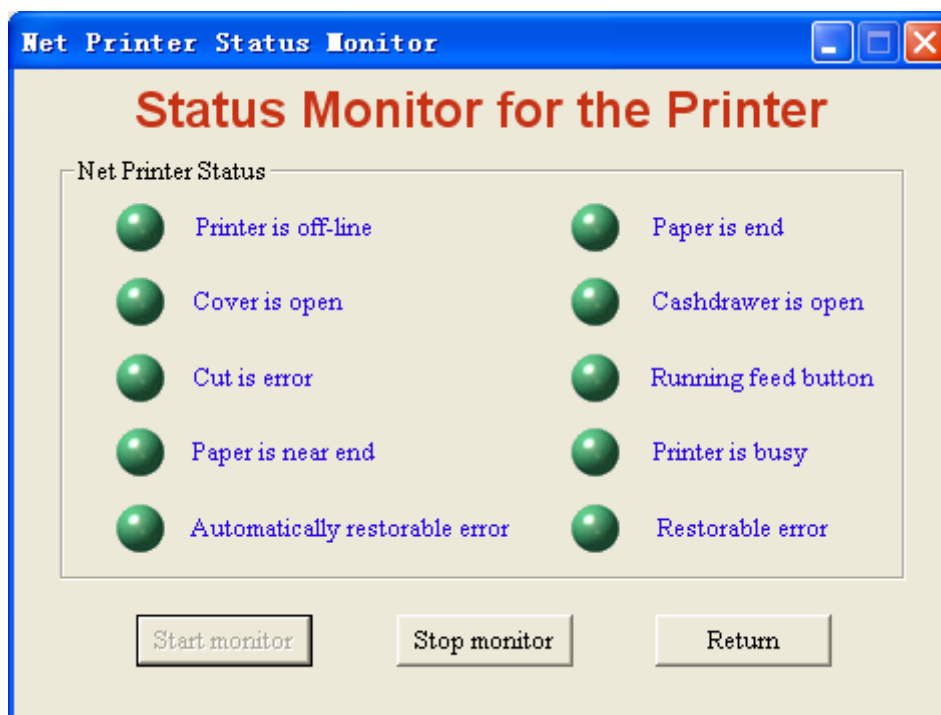 Net Printer Status Monitor
Status Monitor for the Printer
Net Printer Status
Printer is off-line
Paper is end
Cover is open
Cashdrawer is open
Cut is error
Running feed button
Paper is near end
Printer is busy
Automatically restorable error
Restorable error
Start monitor
Stop monitor
Return